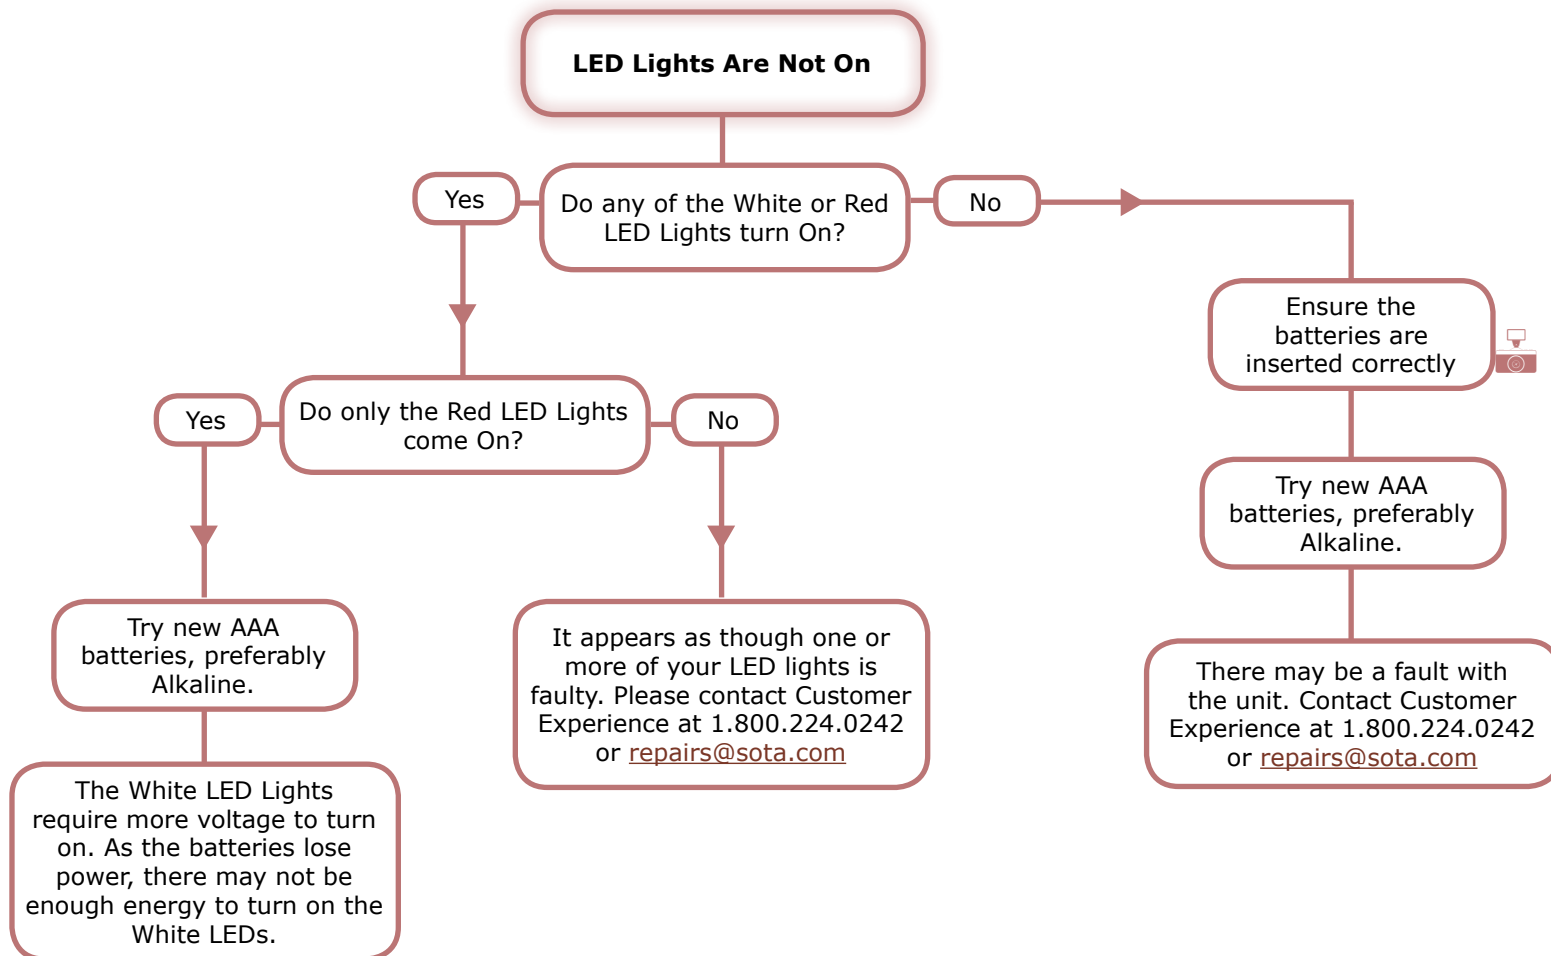 LED Lights Are Not On
Yes
Do any of the White or Red
LED Lights turn On?
No
Ensure the
batteries are
inserted correctly
Yes
Do only the Red LED Lights
come On?
No
Try new AAA
batteries, preferably
Alkaline.
Try new AAA
batteries, preferably
Alkaline.
It appears as though one or
more of your LED lights is
faulty. Please contact Customer
Experience at 1.800.224.0242
or repairs@sota.com
There may be a fault with
the unit. Contact Customer
Experience at 1.800.224.0242
or repairs@sota.com
The White LED Lights
require more voltage to turn
on. As the batteries lose
power, there may not be
enough energy to turn on the
White LEDs.